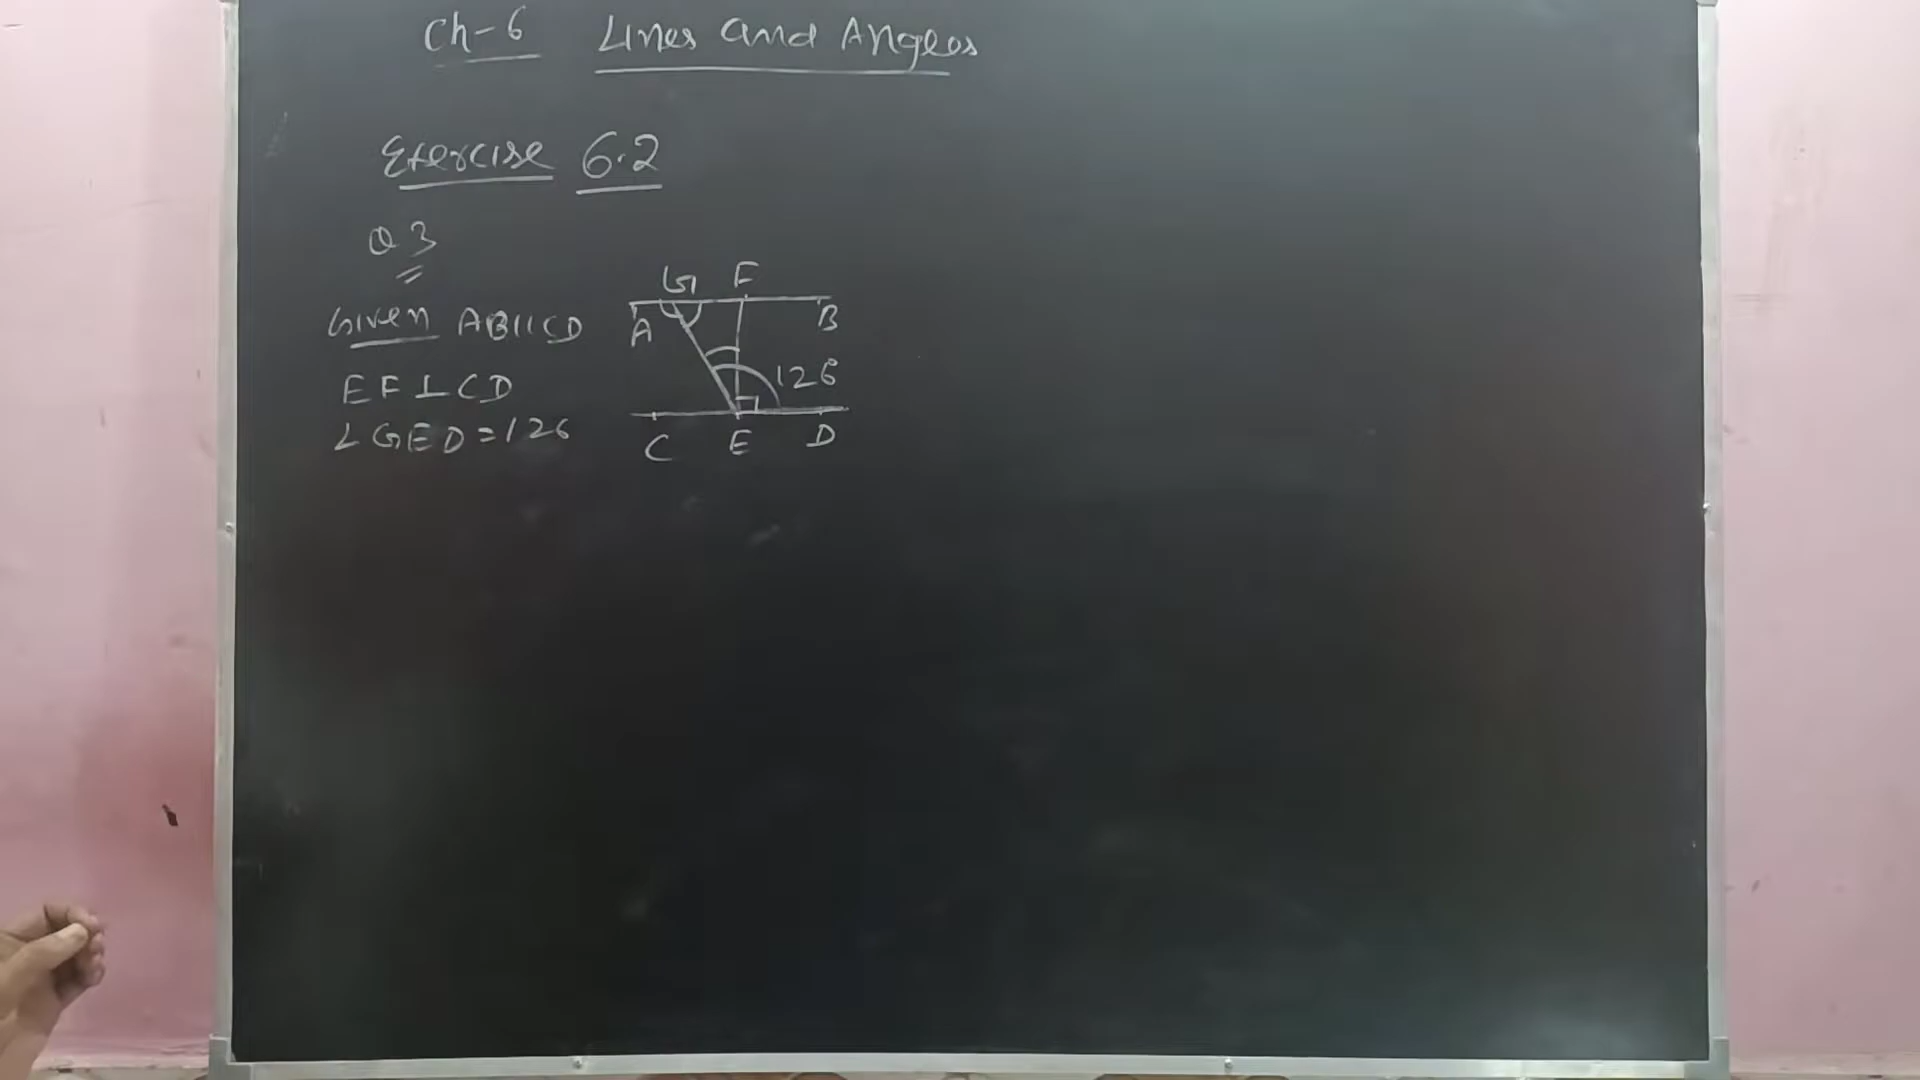 Ch-6 Lines and Angles
Exercise 6.2
Q3
Given AB||CD
EF⊥CD
∠GED=126
G F
A B
126°
C E D